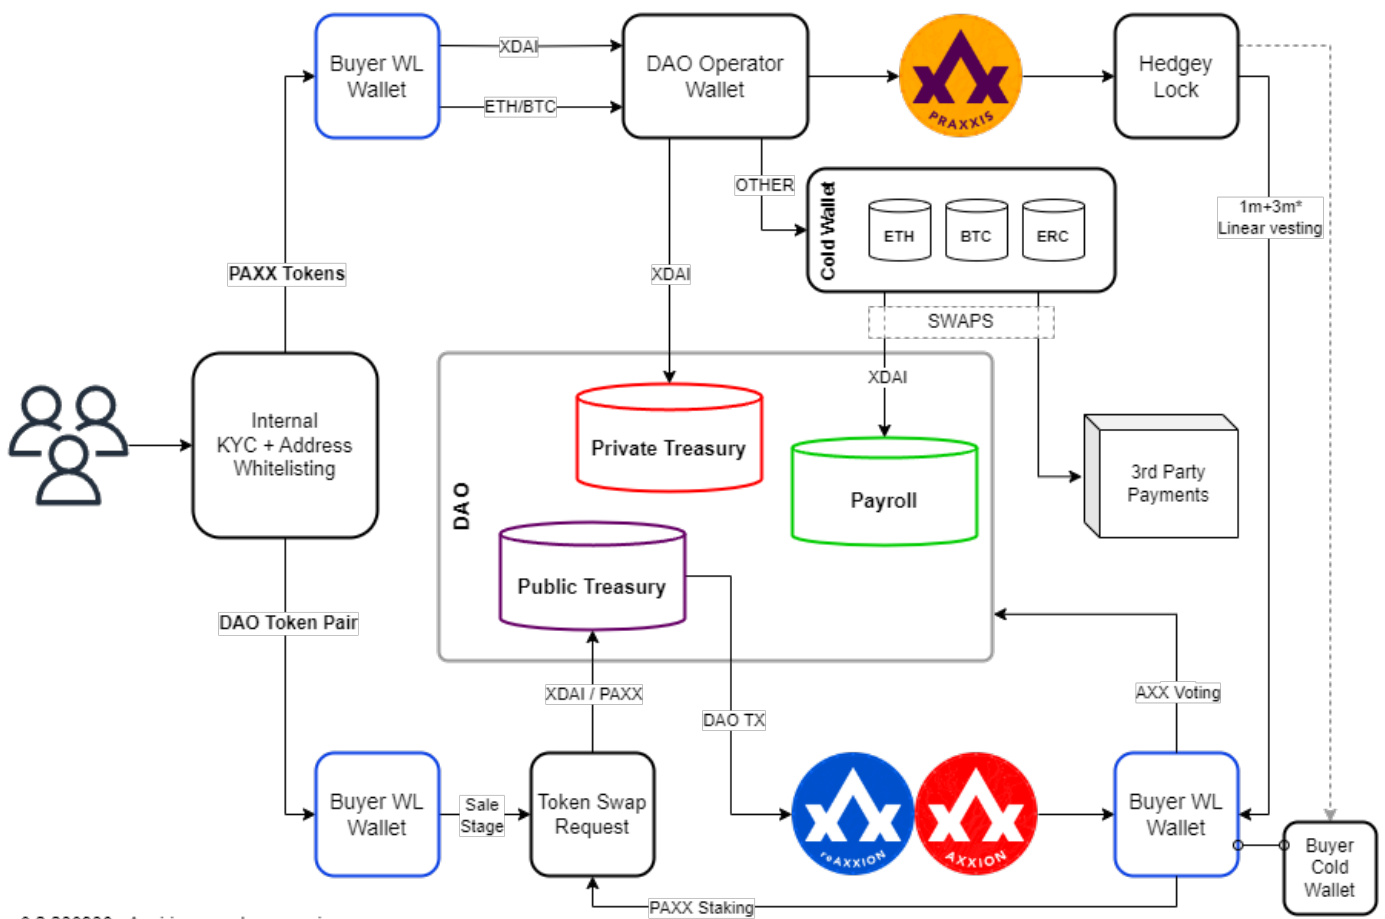 Buyer WL
Wallet
XDAI
ETH/BTC
DAO Operator
Wallet
PRAXXIS
Hedgey
Lock
OTHER
Cold Wallet
ETH
BTC
ERC
1m+3m*
Linear vesting
PAXX Tokens
XDAI
SWAPS
XDAI
Internal
KYC + Address
Whitelisting
DAO
Private Treasury
Payroll
3rd Party
Payments
Public Treasury
DAO Token Pair
XDAI / PAXX
DAO TX
AXX Voting
Buyer WL
Wallet
Sale
Stage
Token Swap
Request
reAXXION
AXXION
Buyer WL
Wallet
Buyer
Cold
Wallet
PAXX Staking